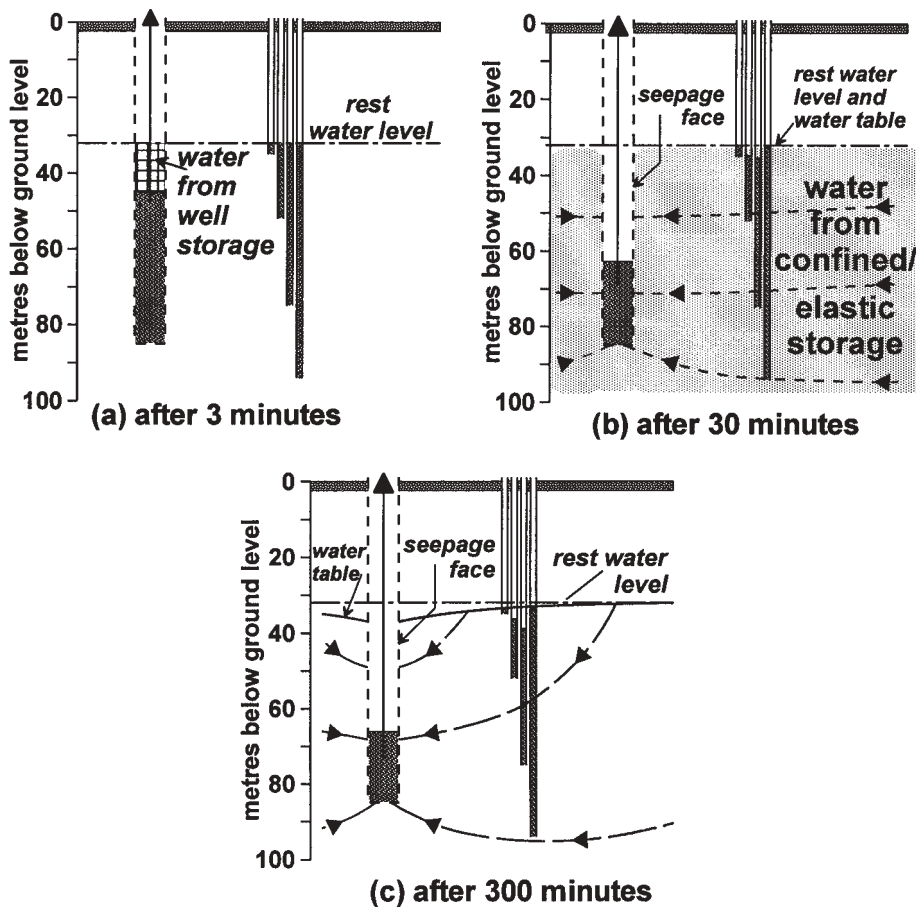 0
20
40
60
80
100
metres below ground level
rest
water level
water
from
well
storage
(a) after 3 minutes
0
20
40
60
80
100
metres below ground level
seepage
face
rest water
level and
water table
water
from
confined/
elastic
storage
(b) after 30 minutes
0
20
40
60
80
100
metres below ground level
water
table
seepage
face
rest water
level
(c) after 300 minutes